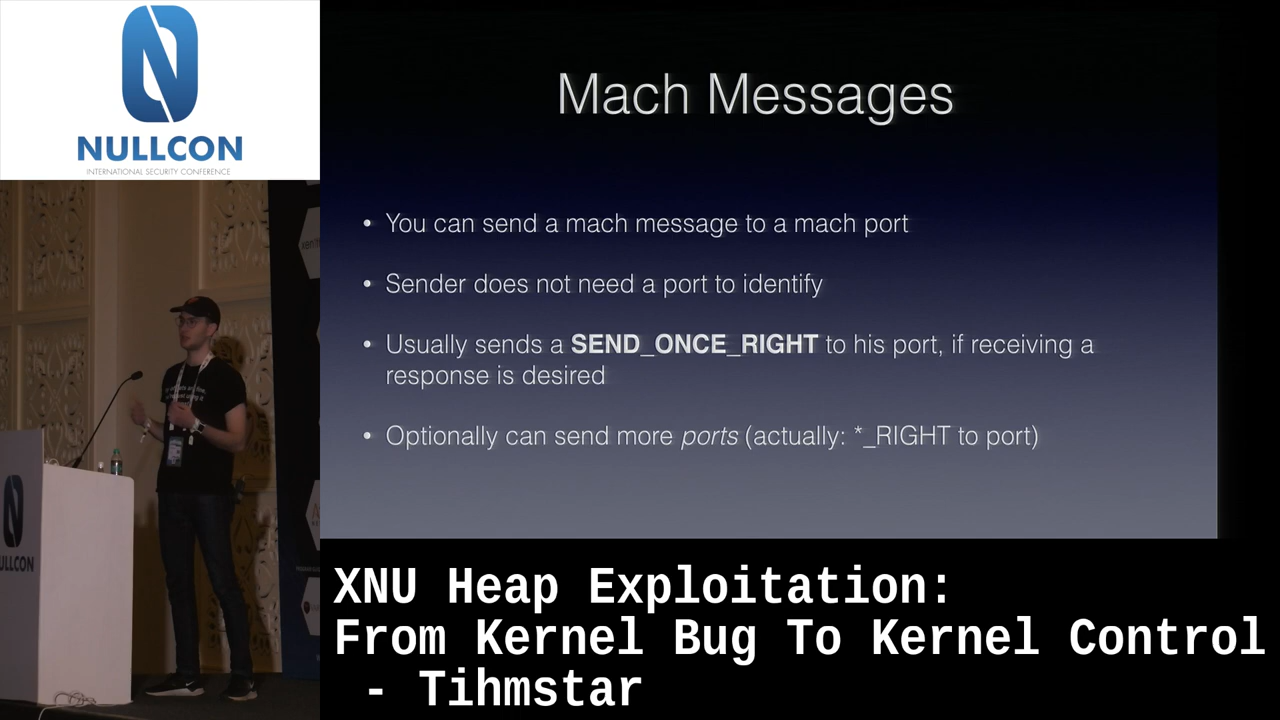 NULLCON
INTERNATIONAL SECURITY CONFERENCE
Mach Messages
• You can send a mach message to a mach port
• Sender does not need a port to identify
• Usually sends a SEND_ONCE_RIGHT to his port, if receiving a
response is desired
• Optionally can send more ports (actually: *_RIGHT to port)
XNU Heap Exploitation:
From Kernel Bug To Kernel Control
- Tihmstar